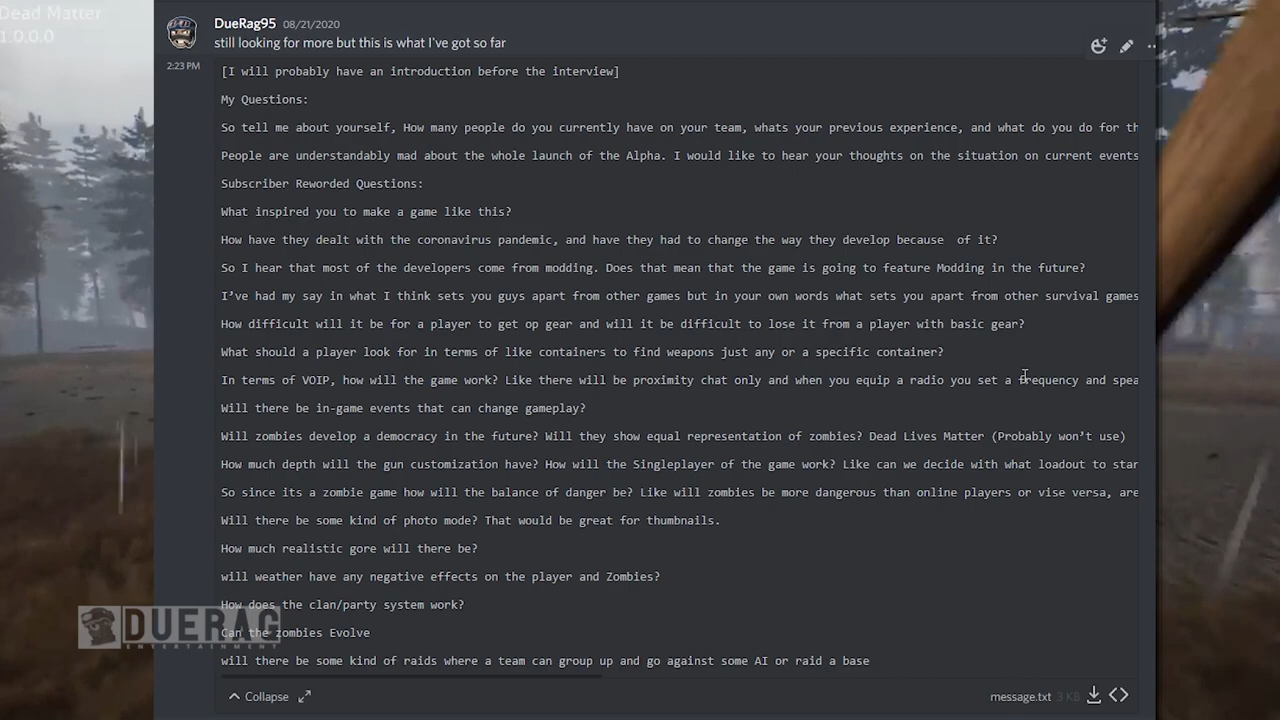 Dead Matter
1.0.0.0
DueRag95 08/21/2020
still looking for more but this is what I've got so far
2:23 PM
[I will probably have an introduction before the interview]
My Questions:
So tell me about yourself, How many people do you currently have on your team, whats your previous experience, and what do you do for th
People are understandably mad about the whole launch of the Alpha. I would like to hear your thoughts on the situation on current events
Subscriber Reworded Questions:
What inspired you to make a game like this?
How have they dealt with the coronavirus pandemic, and have they had to change the way they develop because  of it?
So I hear that most of the developers come from modding. Does that mean that the game is going to feature Modding in the future?
I’ve had my say in what I think sets you guys apart from other games but in your own words what sets you apart from other survival games
How difficult will it be for a player to get op gear and will it be difficult to lose it from a player with basic gear?
What should a player look for in terms of like containers to find weapons just any or a specific container?
In terms of VOIP, how will the game work? Like there will be proximity chat only and when you equip a radio you set a frequency and spea
Will there be in-game events that can change gameplay?
Will zombies develop a democracy in the future? Will they show equal representation of zombies? Dead Lives Matter (Probably won’t use)
How much depth will the gun customization have? How will the Singleplayer of the game work? Like can we decide with what loadout to star
So since its a zombie game how will the balance of danger be? Like will zombies be more dangerous than online players or vise versa, are
Will there be some kind of photo mode? That would be great for thumbnails.
How much realistic gore will there be?
will weather have any negative effects on the player and Zombies?
How does the clan/party system work?
Can the zombies Evolve
will there be some kind of raids where a team can group up and go against some AI or raid a base
DUERAG
ENTERTAINMENT
Collapse
message.txt 3 KB